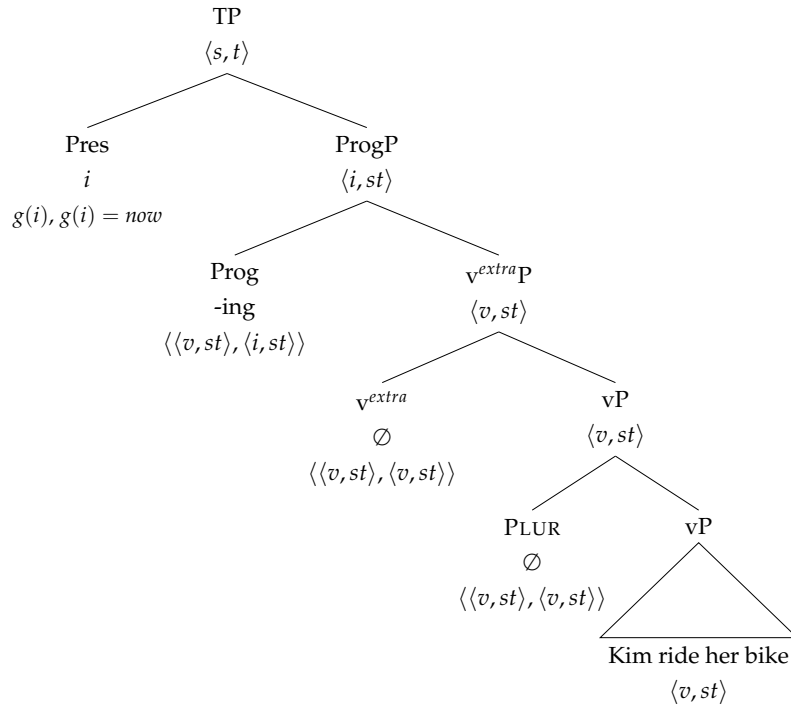 TP
⟨s, t⟩
Pres ProgP
i ⟨i, st⟩
g(i), g(i) = now
Prog v^{extra}P
-ing ⟨v, st⟩
⟨⟨v, st⟩, ⟨i, st⟩⟩
v^{extra} vP
∅ ⟨v, st⟩
⟨⟨v, st⟩, ⟨v, st⟩⟩
PLUR vP
∅
⟨⟨v, st⟩, ⟨v, st⟩⟩
Kim ride her bike
⟨v, st⟩